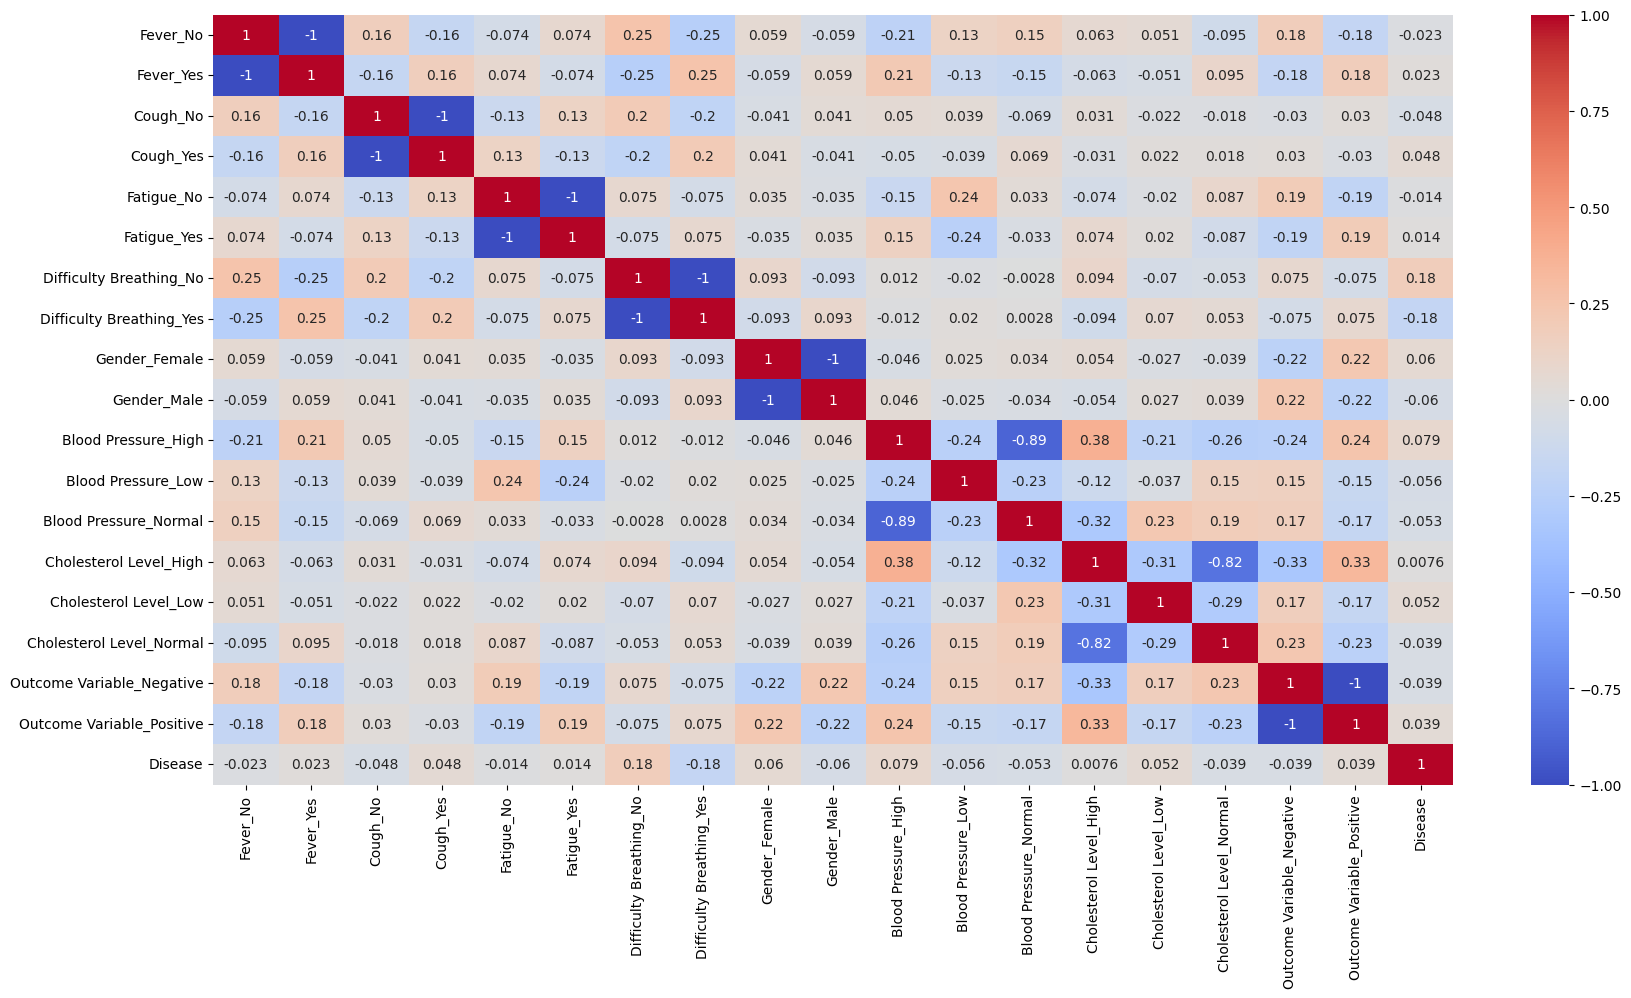 Fever_No 1 -1 0.16 -0.16 -0.074 0.074 0.25 -0.25 0.059 -0.059 -0.21 0.13 0.15 0.063 0.051 -0.095 0.18 -0.18 -0.023
Fever_Yes -1 1 -0.16 0.16 0.074 -0.074 -0.25 0.25 -0.059 0.059 0.21 -0.13 -0.15 -0.063 -0.051 0.095 -0.18 0.18 0.023
Cough_No 0.16 -0.16 1 -1 -0.13 0.13 0.2 -0.2 -0.041 0.041 0.05 0.039 -0.069 0.031 -0.022 -0.018 -0.03 0.03 -0.048
Cough_Yes -0.16 0.16 -1 1 0.13 -0.13 -0.2 0.2 0.041 -0.041 -0.05 -0.039 0.069 -0.031 0.022 0.018 0.03 -0.03 0.048
Fatigue_No -0.074 0.074 -0.13 0.13 1 -1 0.075 -0.075 0.035 -0.035 -0.15 0.24 0.033 -0.074 -0.02 0.087 0.19 -0.19 -0.014
Fatigue_Yes 0.074 -0.074 0.13 -0.13 -1 1 -0.075 0.075 -0.035 0.035 0.15 -0.24 -0.033 0.074 0.02 -0.087 -0.19 0.19 0.014
Difficulty Breathing_No 0.25 -0.25 0.2 -0.2 0.075 -0.075 1 -1 0.093 -0.093 0.012 -0.02 -0.0028 0.094 -0.07 -0.053 0.075 -0.075 0.18
Difficulty Breathing_Yes -0.25 0.25 -0.2 0.2 -0.075 0.075 -1 1 -0.093 0.093 -0.012 0.02 0.0028 -0.094 0.07 0.053 -0.075 0.075 -0.18
Gender_Female 0.059 -0.059 -0.041 0.041 0.035 -0.035 0.093 -0.093 1 -1 -0.046 0.025 0.034 0.054 -0.027 -0.039 -0.22 0.22 0.06
Gender_Male -0.059 0.059 0.041 -0.041 -0.035 0.035 -0.093 0.093 -1 1 0.046 -0.025 -0.034 -0.054 0.027 0.039 0.22 -0.22 -0.06
Blood Pressure_High -0.21 0.21 0.05 -0.05 -0.15 0.15 0.012 -0.012 -0.046 0.046 1 -0.24 -0.89 0.38 -0.21 -0.26 -0.24 0.24 0.079
Blood Pressure_Low 0.13 -0.13 0.039 -0.039 0.24 -0.24 -0.02 0.02 0.025 -0.025 -0.24 1 -0.23 -0.12 -0.037 0.15 0.15 -0.15 -0.056
Blood Pressure_Normal 0.15 -0.15 -0.069 0.069 0.033 -0.033 -0.0028 0.0028 0.034 -0.034 -0.89 -0.23 1 -0.32 0.23 0.19 0.17 -0.17 -0.053
Cholesterol Level_High 0.063 -0.063 0.031 -0.031 -0.074 0.074 0.094 -0.094 0.054 -0.054 0.38 -0.12 -0.32 1 -0.31 -0.82 -0.33 0.33 0.0076
Cholesterol Level_Low 0.051 -0.051 -0.022 0.022 -0.02 0.02 -0.07 0.07 -0.027 0.027 -0.21 -0.037 0.23 -0.31 1 -0.29 0.17 -0.17 0.052
Cholesterol Level_Normal -0.095 0.095 -0.018 0.018 0.087 -0.087 -0.053 0.053 -0.039 0.039 -0.26 0.15 0.19 -0.82 -0.29 1 0.23 -0.23 -0.039
Outcome Variable_Negative 0.18 -0.18 -0.03 0.03 0.19 -0.19 0.075 -0.075 -0.22 0.22 -0.24 0.15 0.17 -0.33 0.17 0.23 1 -1 -0.039
Outcome Variable_Positive -0.18 0.18 0.03 -0.03 -0.19 0.19 -0.075 0.075 0.22 -0.22 0.24 -0.15 -0.17 0.33 -0.17 -0.23 -1 1 0.039
Disease -0.023 0.023 -0.048 0.048 -0.014 0.014 0.18 -0.18 0.06 -0.06 0.079 -0.056 -0.053 0.0076 0.052 -0.039 -0.039 0.039 1
Fever_No
Fever_Yes
Cough_No
Cough_Yes
Fatigue_No
Fatigue_Yes
Difficulty Breathing_No
Difficulty Breathing_Yes
Gender_Female
Gender_Male
Blood Pressure_High
Blood Pressure_Low
Blood Pressure_Normal
Cholesterol Level_High
Cholesterol Level_Low
Cholesterol Level_Normal
Outcome Variable_Negative
Outcome Variable_Positive
Disease
1.00
0.75
0.50
0.25
0.00
−0.25
−0.50
−0.75
−1.00